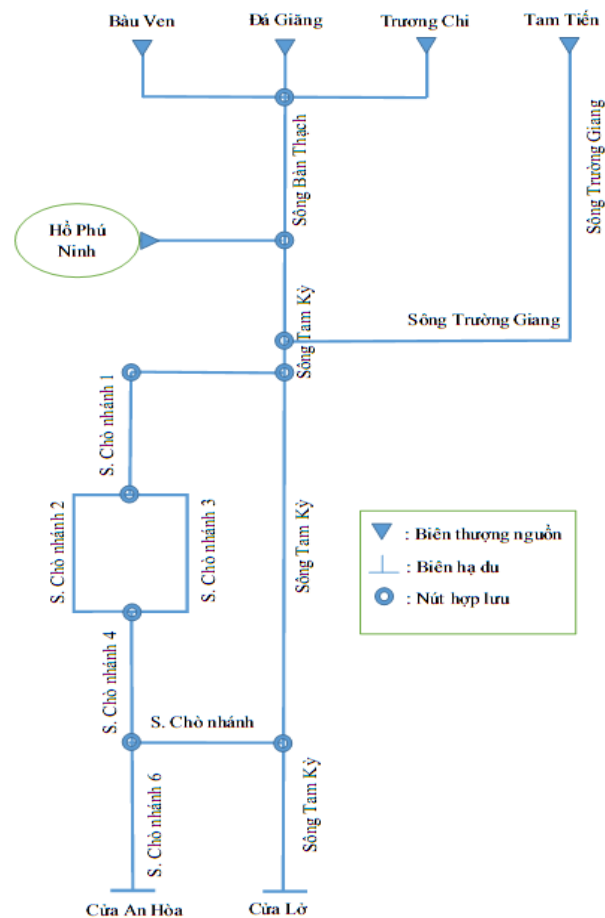 Bàu Ven
Đá Giăng
Trương Chi
Tam Tiến
Sông Bàn Thạch
Sông Trường Giang
Hồ Phú
Ninh
Sông Tam Kỳ
Sông Trường Giang
S. Chò nhánh 1
S. Chò nhánh 2
S. Chò nhánh 3
Sông Tam Kỳ
: Biên thượng nguồn
: Biên hạ du
: Nút hợp lưu
S. Chò nhánh 4
S. Chò nhánh
S. Chò nhánh 6
Sông Tam Kỳ
Cửa An Hòa
Cửa Lở